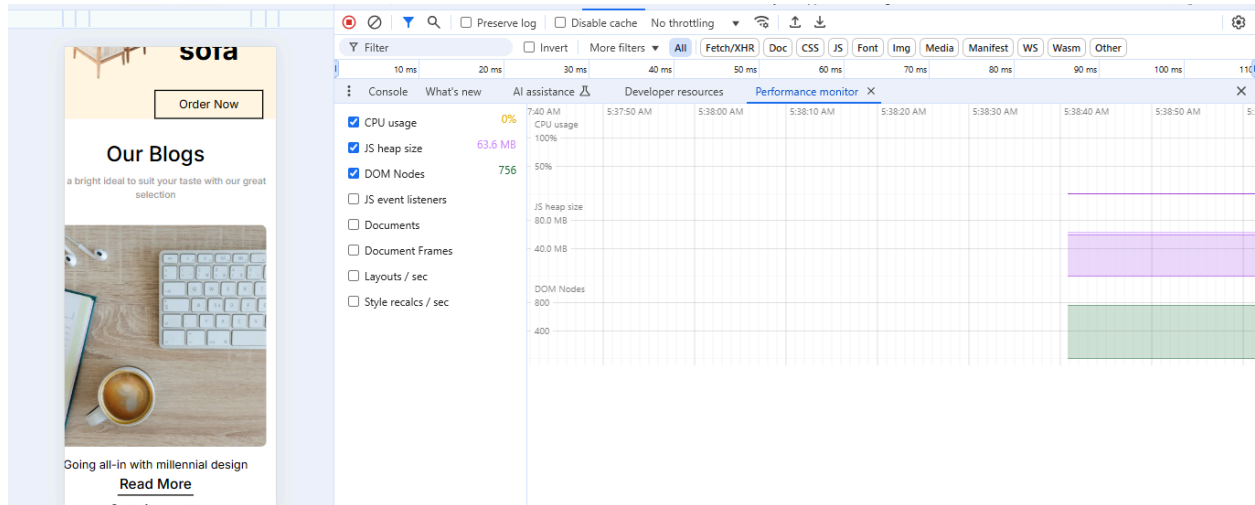 sofa
Order Now
Our Blogs
a bright ideal to suit your taste with our great
selection
Going all-in with millennial design
Read More
Preserve log
Disable cache
No throttling
Filter
Invert
More filters
All
Fetch/XHR
Doc
CSS
JS
Font
Img
Media
Manifest
WS
Wasm
Other
10 ms
20 ms
30 ms
40 ms
50 ms
60 ms
70 ms
80 ms
90 ms
100 ms
110
Console
What's new
AI assistance
Developer resources
Performance monitor
CPU usage 0%
JS heap size 63.6 MB
DOM Nodes 756
JS event listeners
Documents
Document Frames
Layouts / sec
Style recalcs / sec
7:40 AM
5:37:50 AM
5:38:00 AM
5:38:10 AM
5:38:20 AM
5:38:30 AM
5:38:40 AM
5:38:50 AM
5:
CPU usage
100%
50%
JS heap size
80.0 MB
40.0 MB
DOM Nodes
800
400